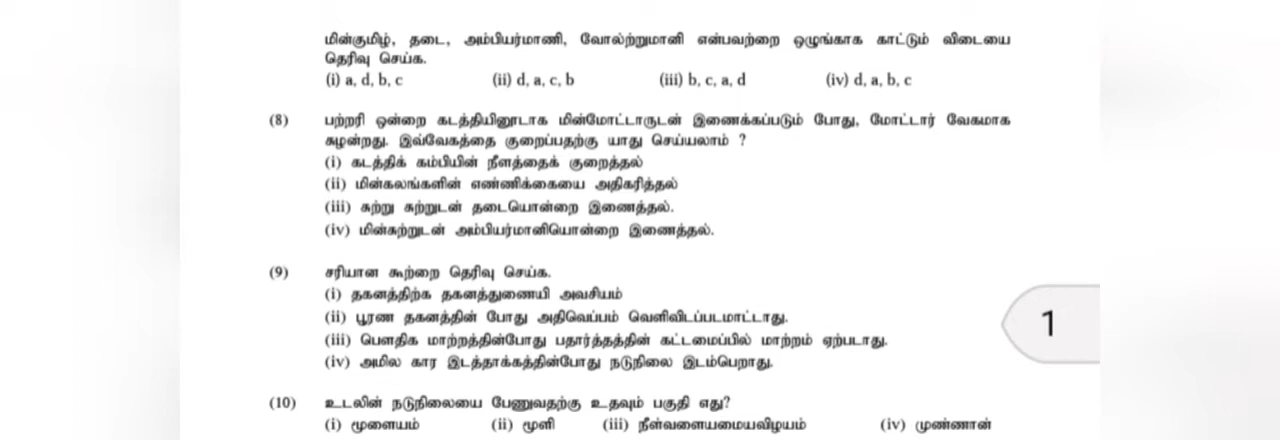 மின்குமிழ், தடை, அம்பியர்மாணி, வோல்ற்றுமானி என்பவற்றை ஒழுங்காக காட்டும் விடையை
தெரிவு செய்க.
(i) a, d, b, c (ii) d, a, c, b (iii) b, c, a, d (iv) d, a, b, c
(8) பற்றரி ஒன்றை கடத்தியினூடாக மின்மோட்டாருடன் இணைக்கப்படும் போது, மோட்டார் வேகமாக
சுழன்றது. இவ்வேகத்தை குறைப்பதற்கு யாது செய்யலாம் ?
(i) கடத்திக் கம்பியின் நீளத்தைக் குறைத்தல்
(ii) மின்கலங்களின் எண்ணிக்கையை அதிகரித்தல்
(iii) சுற்று சுற்றுடன் தடையொன்றை இணைத்தல்.
(iv) மின்சுற்றுடன் அம்பியர்மானியொன்றை இணைத்தல்.
(9) சரியான கூற்றை தெரிவு செய்க.
(i) தகனத்திற்க தகனத்துணையி அவசியம்
(ii) பூரண தகனத்தின் போது அதிவெப்பம் வெளிவிடப்படமாட்டாது.
(iii) பௌதிக மாற்றத்தின்போது பதார்த்தத்தின் கட்டமைப்பில் மாற்றம் ஏற்படாது.
(iv) அமில கார இடத்தாக்கத்தின்போது நடுநிலை இடம்பெறாது.
1
(10) உடலின் நடுநிலையை பேணுவதற்கு உதவும் பகுதி எது?
(i) மூளையம் (ii) மூளி (iii) நீள்வளையமையவிழயம் (iv) முண்ணான்